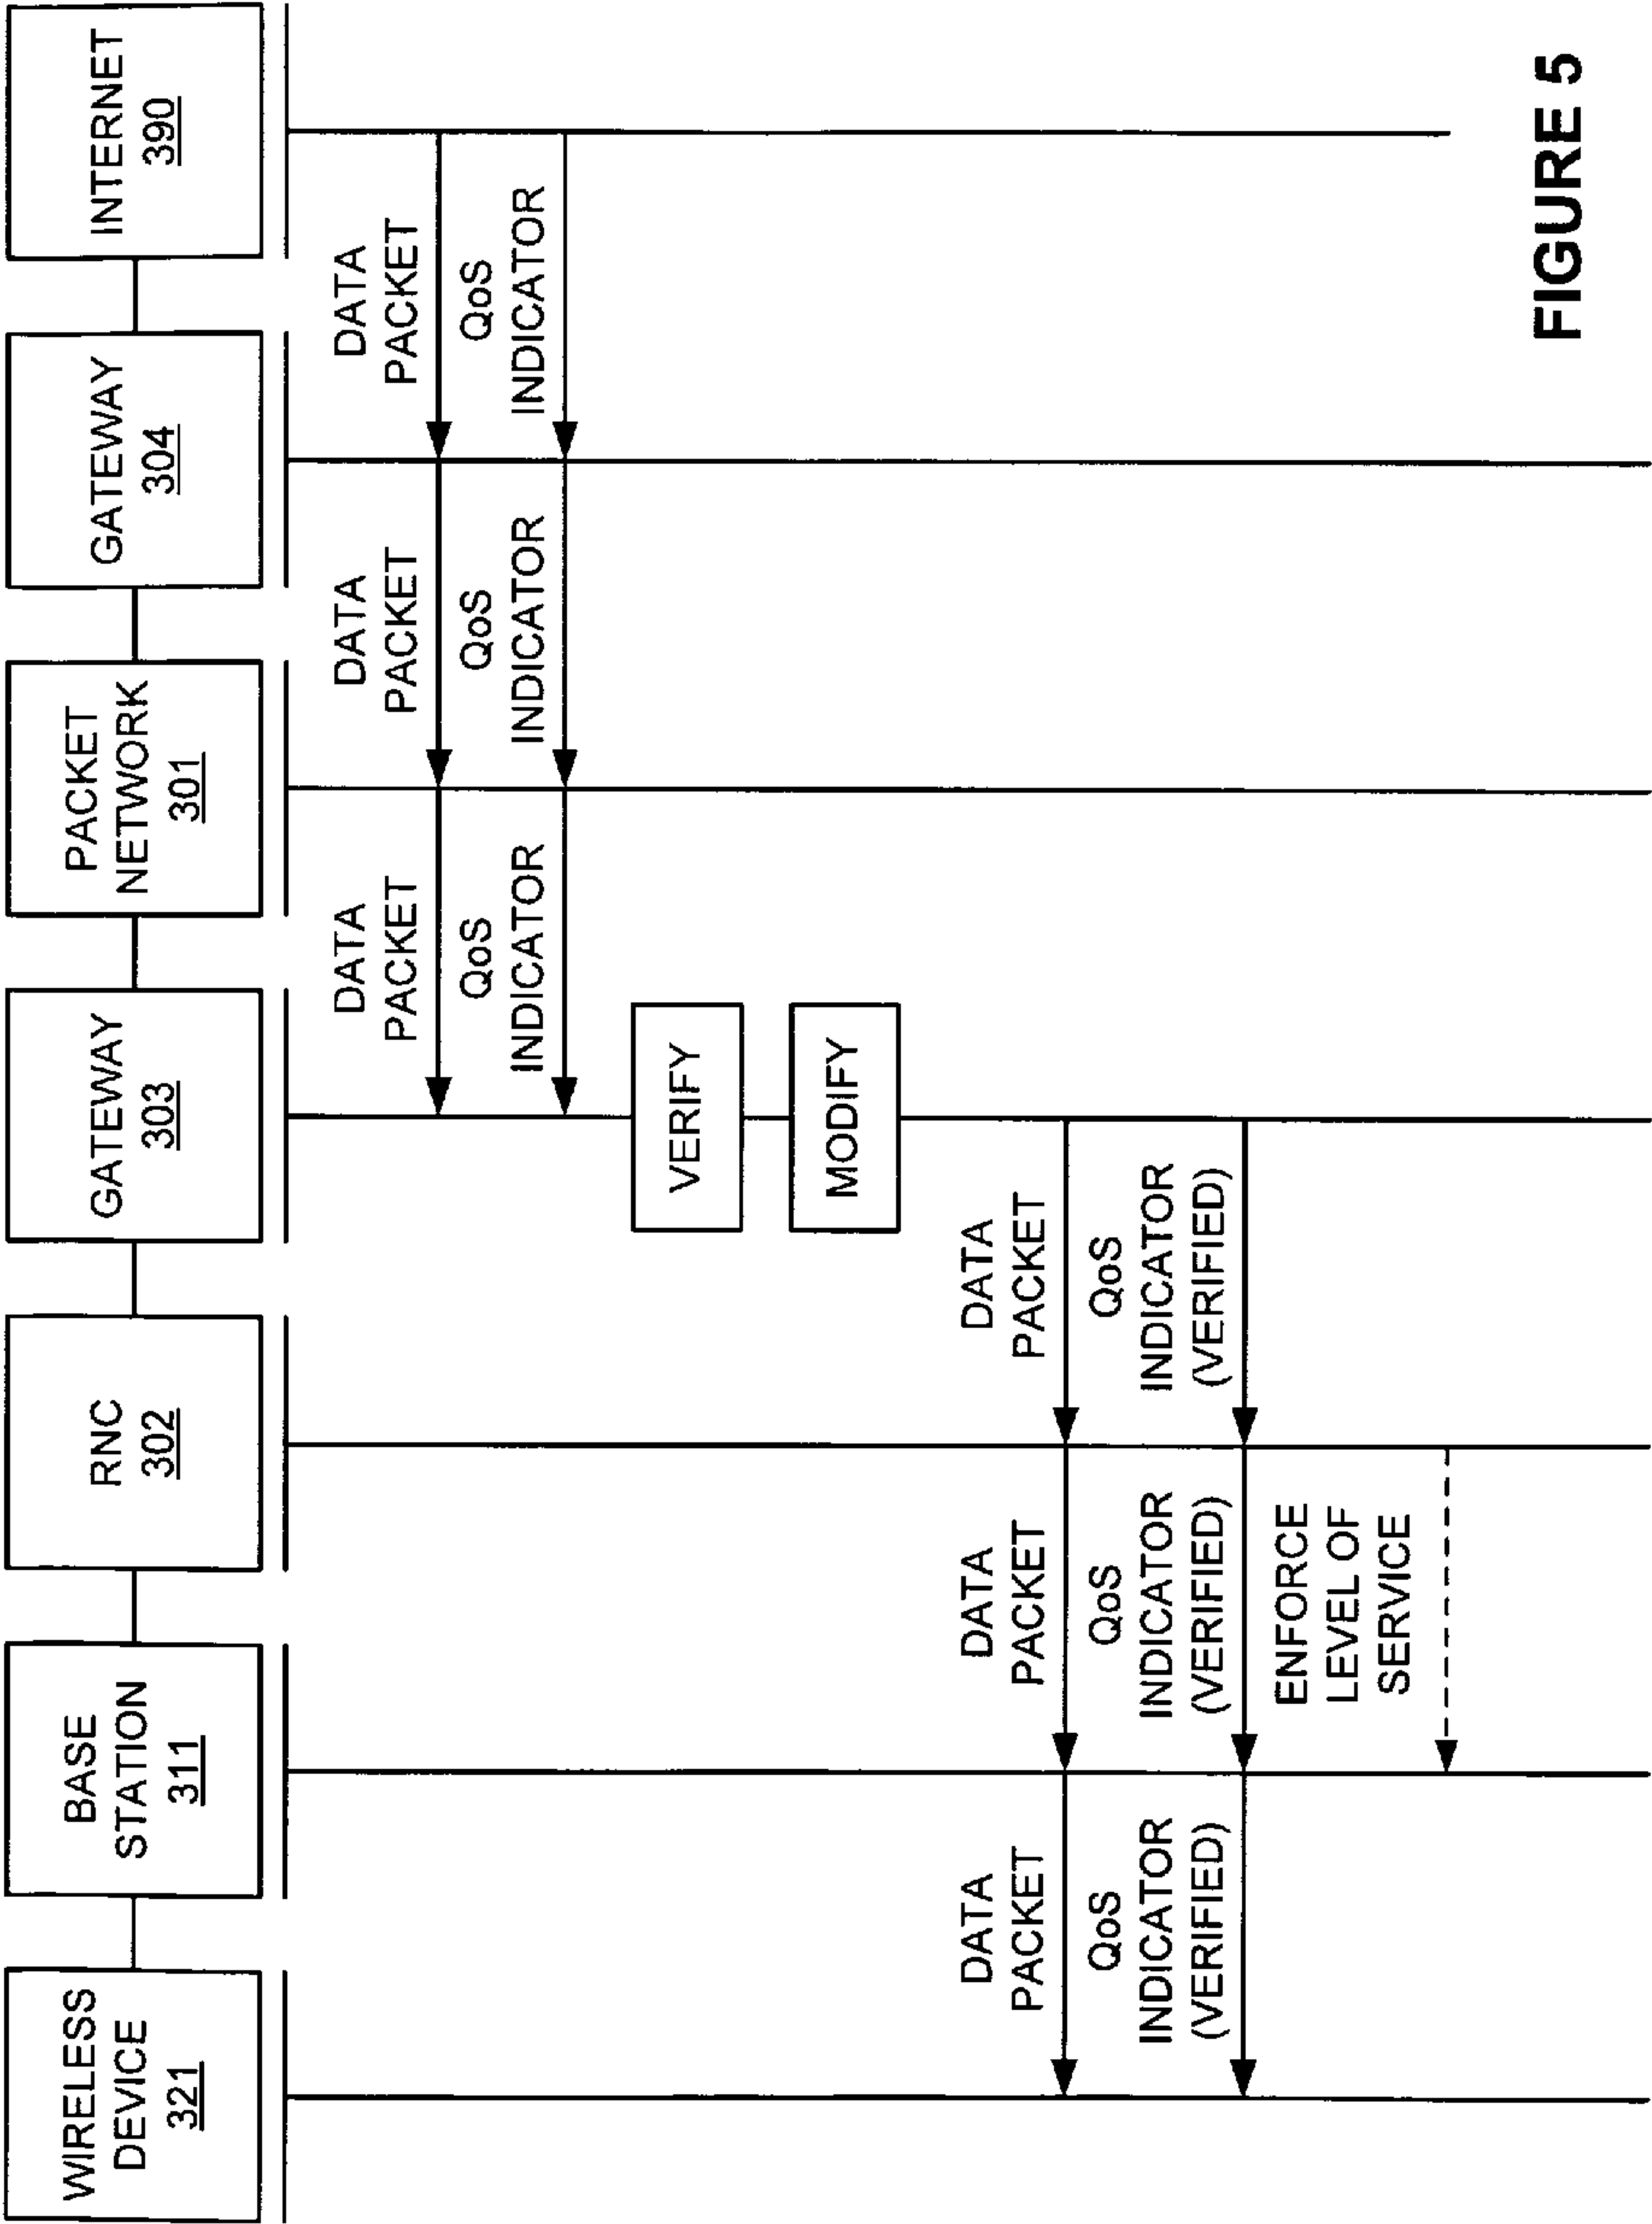 WIRELESS
DEVICE
321
BASE
STATION
311
RNC
302
GATEWAY
303
PACKET
NETWORK
301
GATEWAY
304
INTERNET
390
DATA
PACKET
DATA
PACKET
DATA
PACKET
QoS
INDICATOR
QoS
INDICATOR
QoS
INDICATOR
VERIFY
MODIFY
DATA
PACKET
DATA
PACKET
DATA
PACKET
QoS
INDICATOR
(VERIFIED)
QoS
INDICATOR
(VERIFIED)
QoS
INDICATOR
(VERIFIED)
ENFORCE
LEVEL OF
SERVICE
FIGURE 5